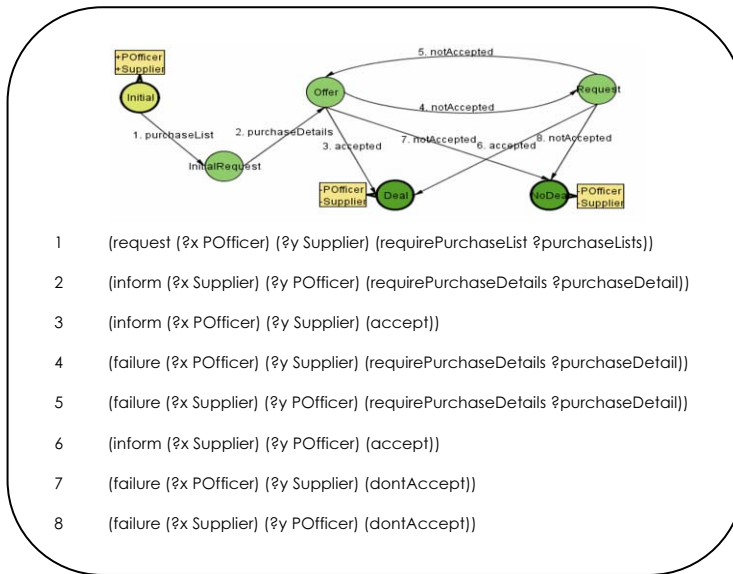 5. notAccepted
+POfficer
+Supplier
Initial
Offer
Request
4. notAccepted
1. purchaseList
2. purchaseDetails
3. accepted
7. notAccepted
6. accepted
8. notAccepted
InitialRequest
-POfficer
-Supplier
Deal
NoDeal
-POfficer
-Supplier
1 (request (?x POfficer) (?y Supplier) (requirePurchaseList ?purchaseLists))
2 (inform (?x Supplier) (?y POfficer) (requirePurchaseDetails ?purchaseDetail))
3 (inform (?x POfficer) (?y Supplier) (accept))
4 (failure (?x POfficer) (?y Supplier) (requirePurchaseDetails ?purchaseDetail))
5 (failure (?x Supplier) (?y POfficer) (requirePurchaseDetails ?purchaseDetail))
6 (inform (?x Supplier) (?y POfficer) (accept))
7 (failure (?x POfficer) (?y Supplier) (dontAccept))
8 (failure (?x Supplier) (?y POfficer) (dontAccept))